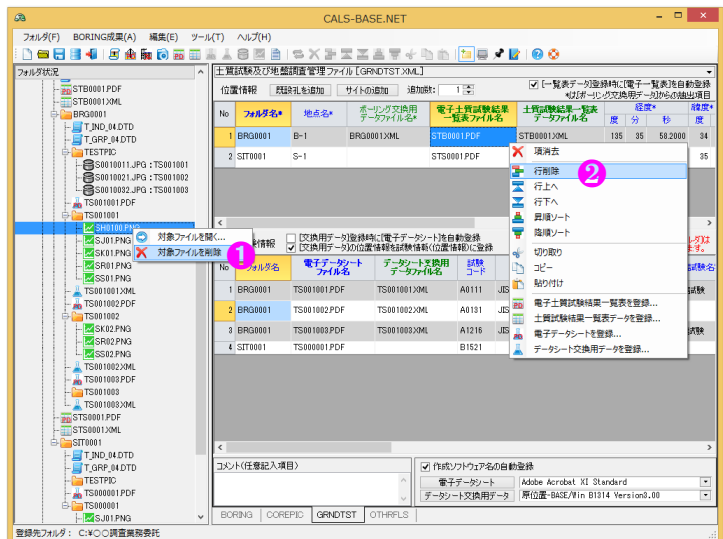 CALS-BASE.NET
フォルダ(F) BORING成果(A) 編集(E) ツール(T) ヘルプ(H)
フォルダ状況
STB0001.PDF
STB0001.XML
BRG0001
T_IND_04.DTD
T_GRP_04.DTD
TESTPIC
S0010011.JPG : TS001001
S0010021.JPG : TS001002
S0010032.JPG : TS001003
TS001001.PDF
TS001001
SH0100.PNG
SJ01.PNG
SK01.PNG
SR01.PNG
SS01.PNG
TS001001.XML
TS001002.PDF
TS001002
SK02.PNG
SR02.PNG
SS02.PNG
TS001002.XML
TS001003.PDF
TS001003
TS001003.XML
STS0001.PDF
STS0001.XML
SIT0001
T_IND_04.DTD
T_GRP_04.DTD
TESTPIC
TS000001.PDF
TS000001
SJ01.PNG
対象ファイルを開く...
対象ファイルを削除
1
土質試験及び地盤調査管理ファイル [GRNDTST.XML]
位置情報 既設孔を追加 サイトの追加 追加数: 1
[一覧表データ]登録時に[電子一覧表]を自動登録
No フォルダ名* 地点名* ボーリング交換用データファイル名* 電子土質試験結果一覧表ファイル名 土質試験結果一覧表データファイル名 経度* 緯度*
度 分 秒 度
1 BRG0001 B-1 BRG0001.XML STB0001.PDF STB0001.XML 135 35 58.2000 34
2 SIT0001 S-1 STS0001.PDF 35
項消去
行削除
2
行上へ
行下へ
昇順ソート
降順ソート
切り取り
コピー
貼り付け
電子土質試験結果一覧表を登録...
土質試験結果一覧表データを登録...
電子データシートを登録...
データシート交換用データを登録...
[交換用データ]登録時に[電子データシート]を自動登録
[交換用データ]の位置情報を試験情報(位置情報)に登録
No フォルダ名 電子データシートファイル名 データシート交換用データファイル名 試験コード
1 BRG0001 TS001001.PDF TS001001.XML A0111 JIS
2 BRG0001 TS001002.PDF TS001002.XML A0131 JIS
3 BRG0001 TS001003.PDF TS001003.XML A1216 JIS
4 SIT0001 TS000001.PDF B1521
コメント(任意記入項目)
作成ソフトウェア名の自動登録
電子データシート Adobe Acrobat XI Standard
データシート交換用データ 原位置-BASE/Win B1314 Version3.00
BORING COREPIC GRNDTST OTHRFLS
登録先フォルダ： C:¥○○調査業務委託